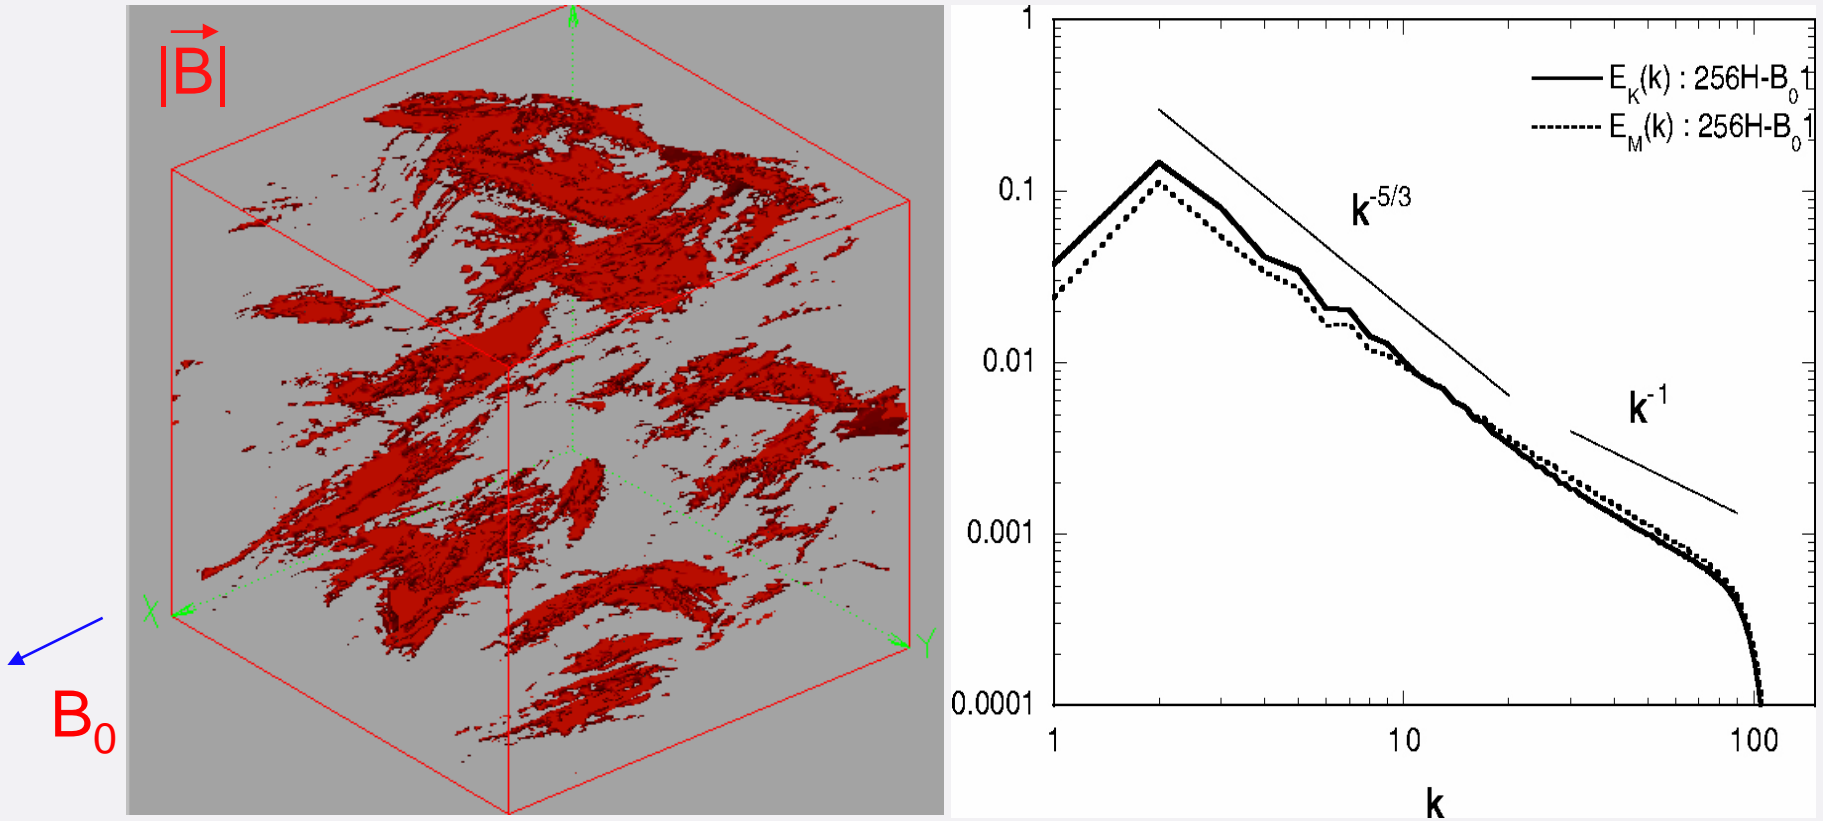 |B|
X
Y
B0
1
0.1
0.01
0.001
0.0001
EK(k) : 256H-B01
EM(k) : 256H-B01
k-5/3
k-1
1 10 100
k